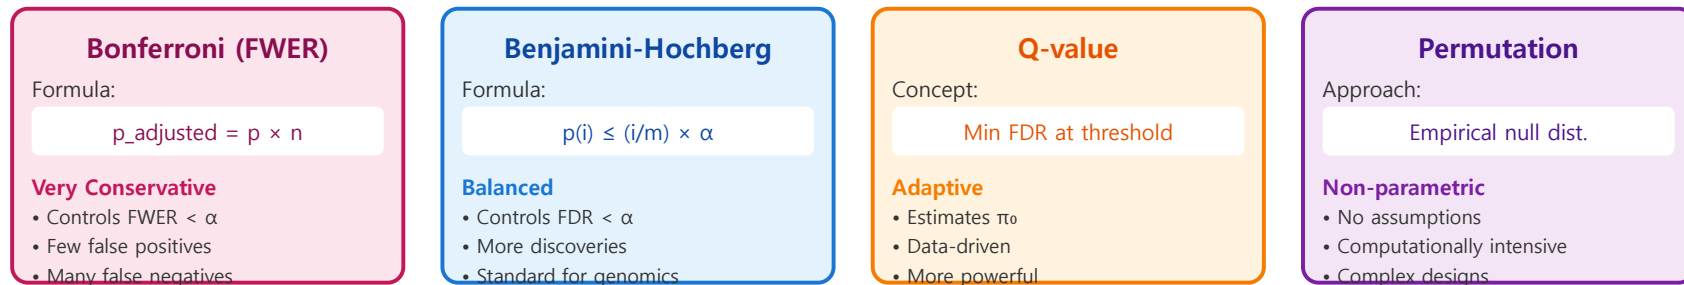 Bonferroni (FWER)
Formula:
p_adjusted = p × n
Very Conservative
• Controls FWER < α
• Few false positives
• Many false negatives
Benjamini-Hochberg
Formula:
p(i) ≤ (i/m) × α
Balanced
• Controls FDR < α
• More discoveries
• Standard for genomics
Q-value
Concept:
Min FDR at threshold
Adaptive
• Estimates π₀
• Data-driven
• More powerful
Permutation
Approach:
Empirical null dist.
Non-parametric
• No assumptions
• Computationally intensive
• Complex designs